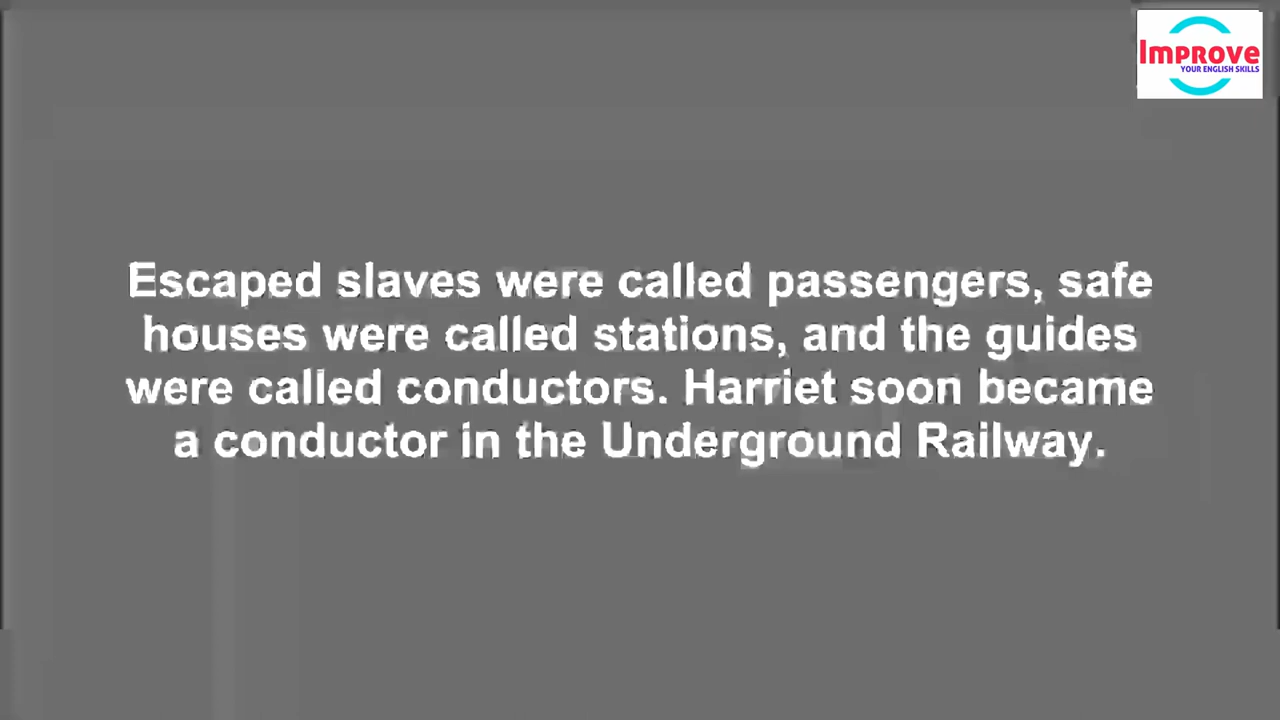 Improve
YOUR ENGLISH SKILLS
Escaped slaves were called passengers, safe
houses were called stations, and the guides
were called conductors. Harriet soon became
a conductor in the Underground Railway.